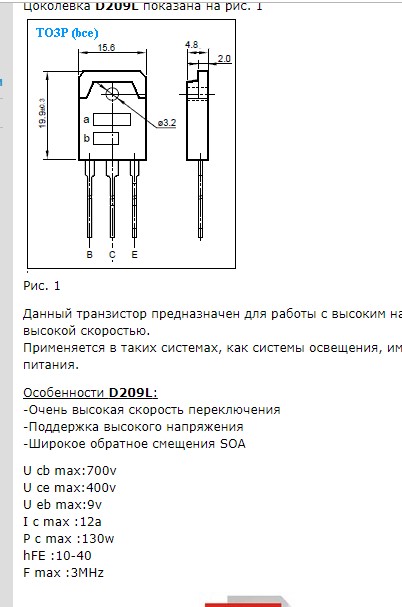 Цоколевка D209L показана на рис. 1
TO3P (bce)
15.6
4.8
2.0
19.9±0.3
ø3.2
a
b
B C E
Рис. 1
Данный транзистор предназначен для работы с высоким на
высокой скоростью.
Применяется в таких системах, как системы освещения, им
питания.
Особенности D209L:
-Очень высокая скорость переключения
-Поддержка высокого напряжения
-Широкое обратное смещения SOA
U cb max:700v
U ce max:400v
U eb max:9v
I c max :12a
P c max :130w
hFE :10-40
F max :3MHz